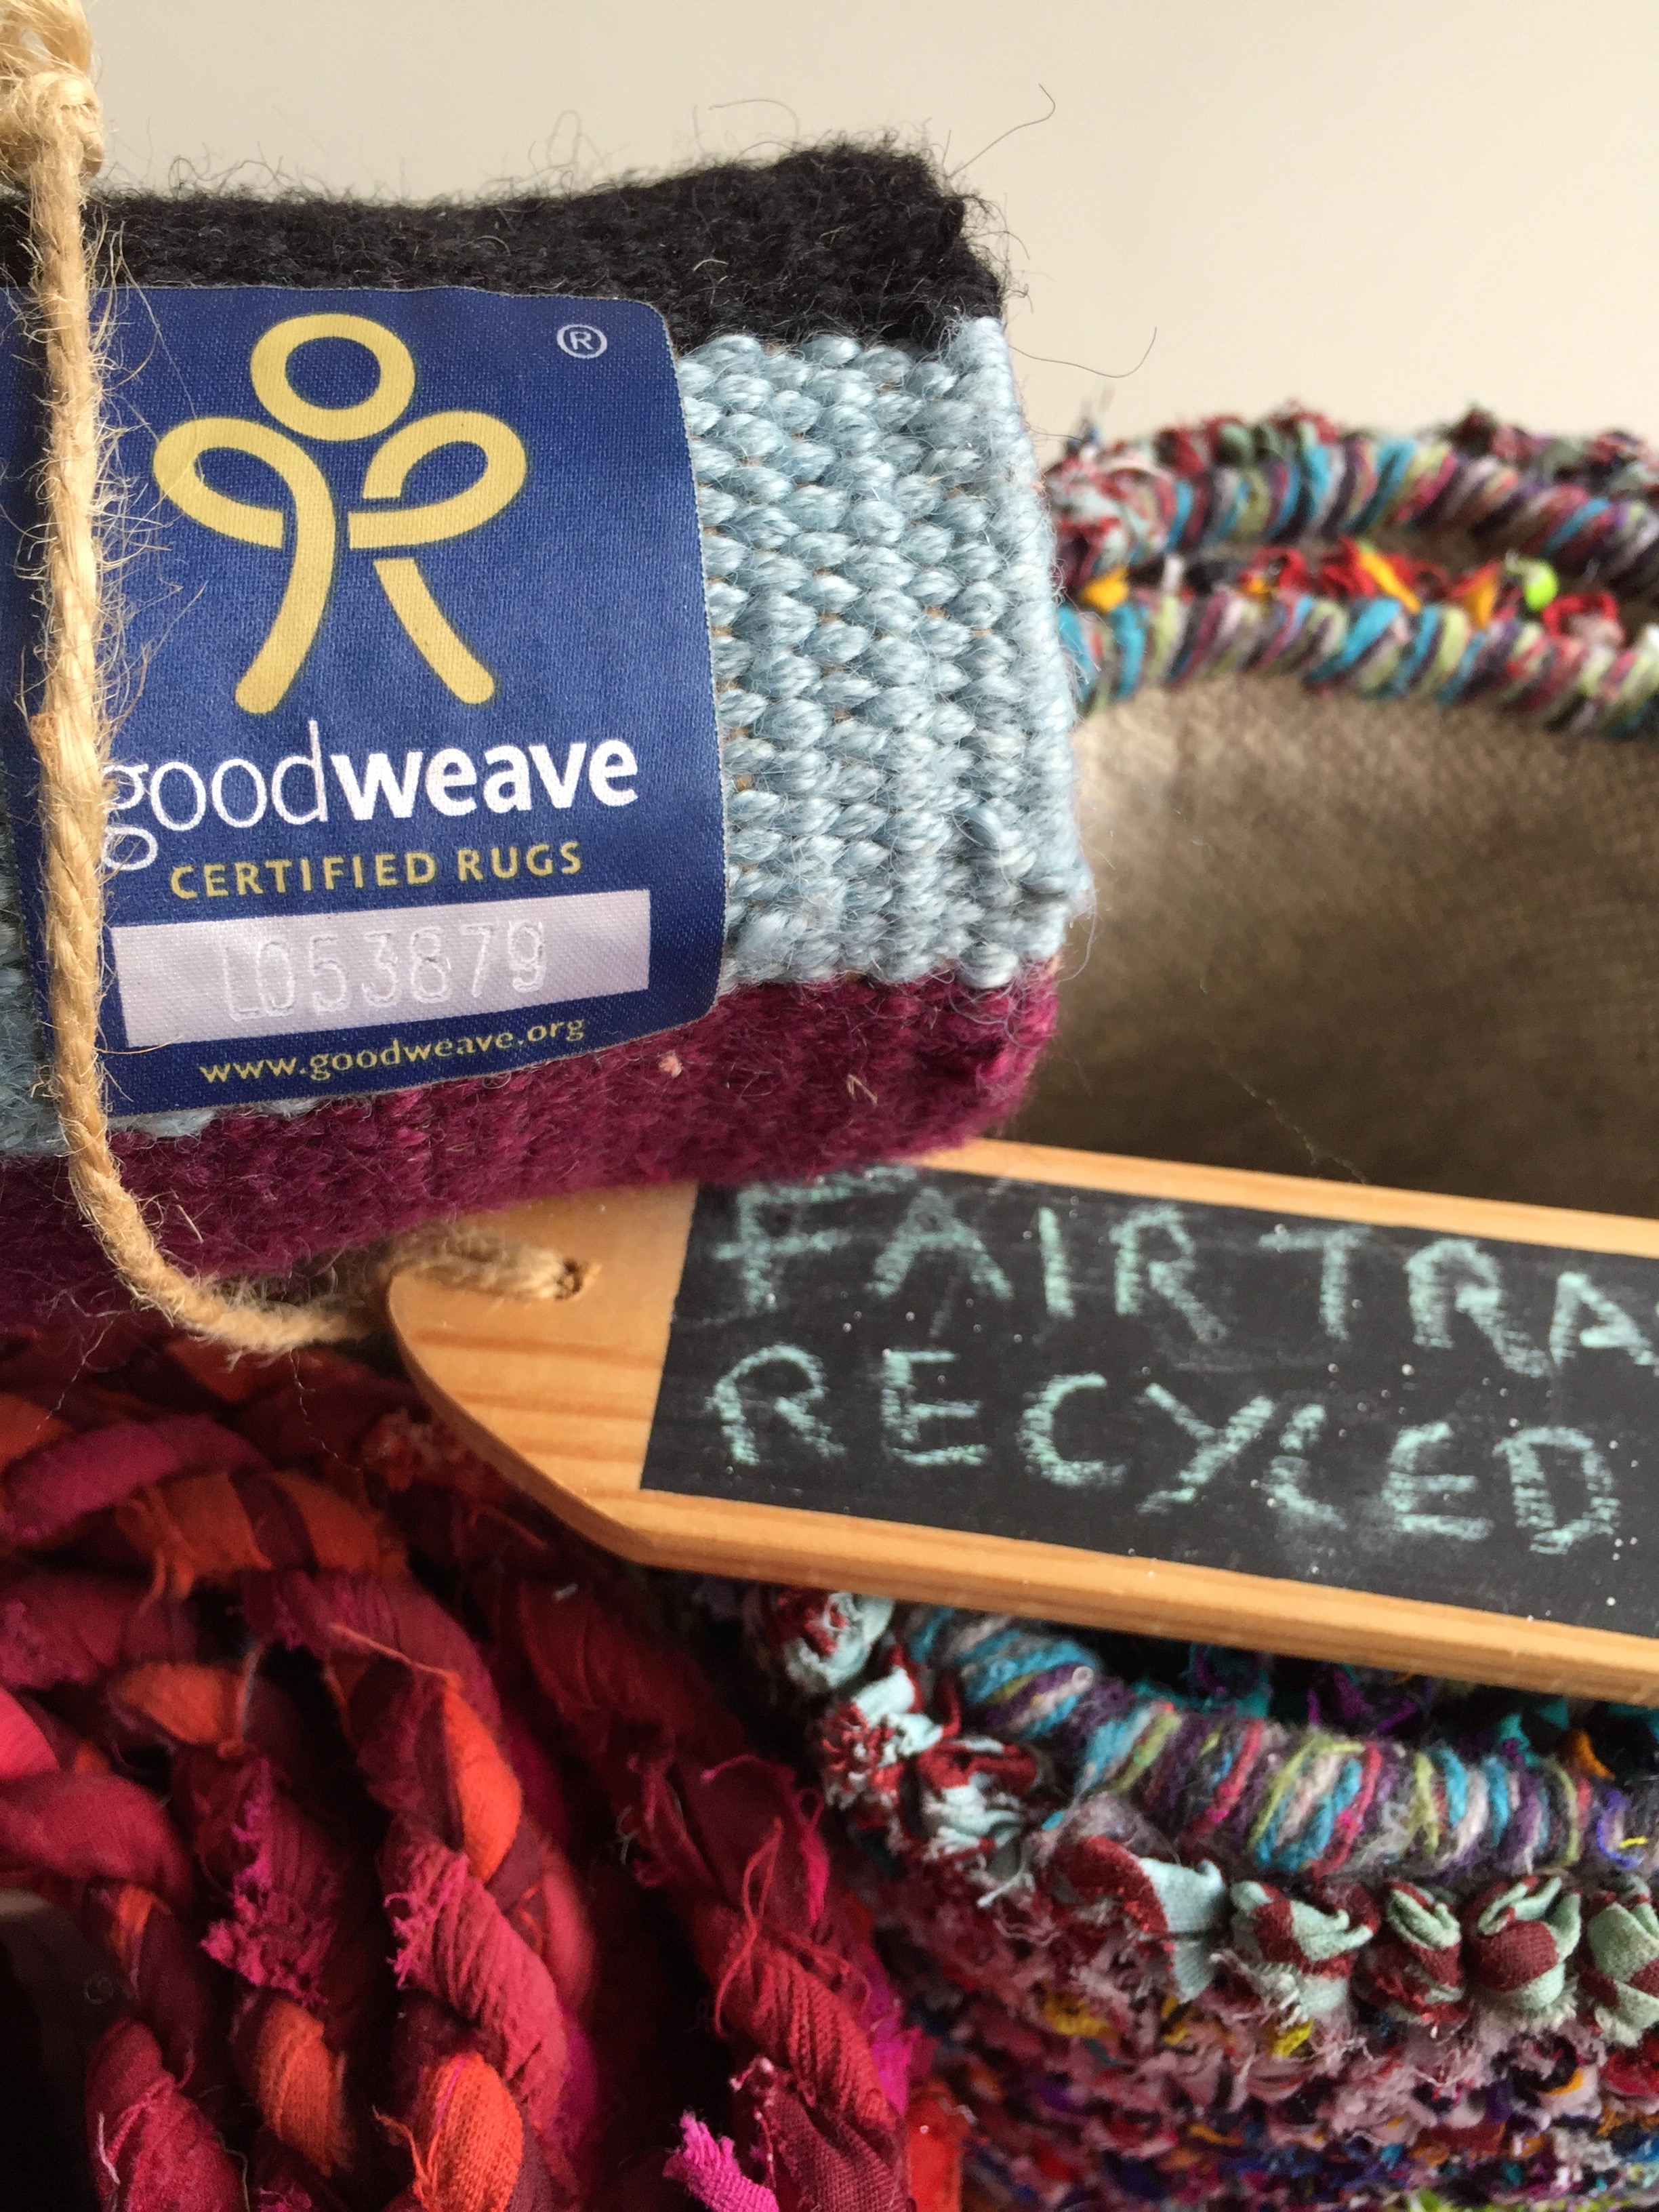 ®
goodweave
CERTIFIED RUGS
L053879
www.goodweave.org
FAIR TRA
RECYLED